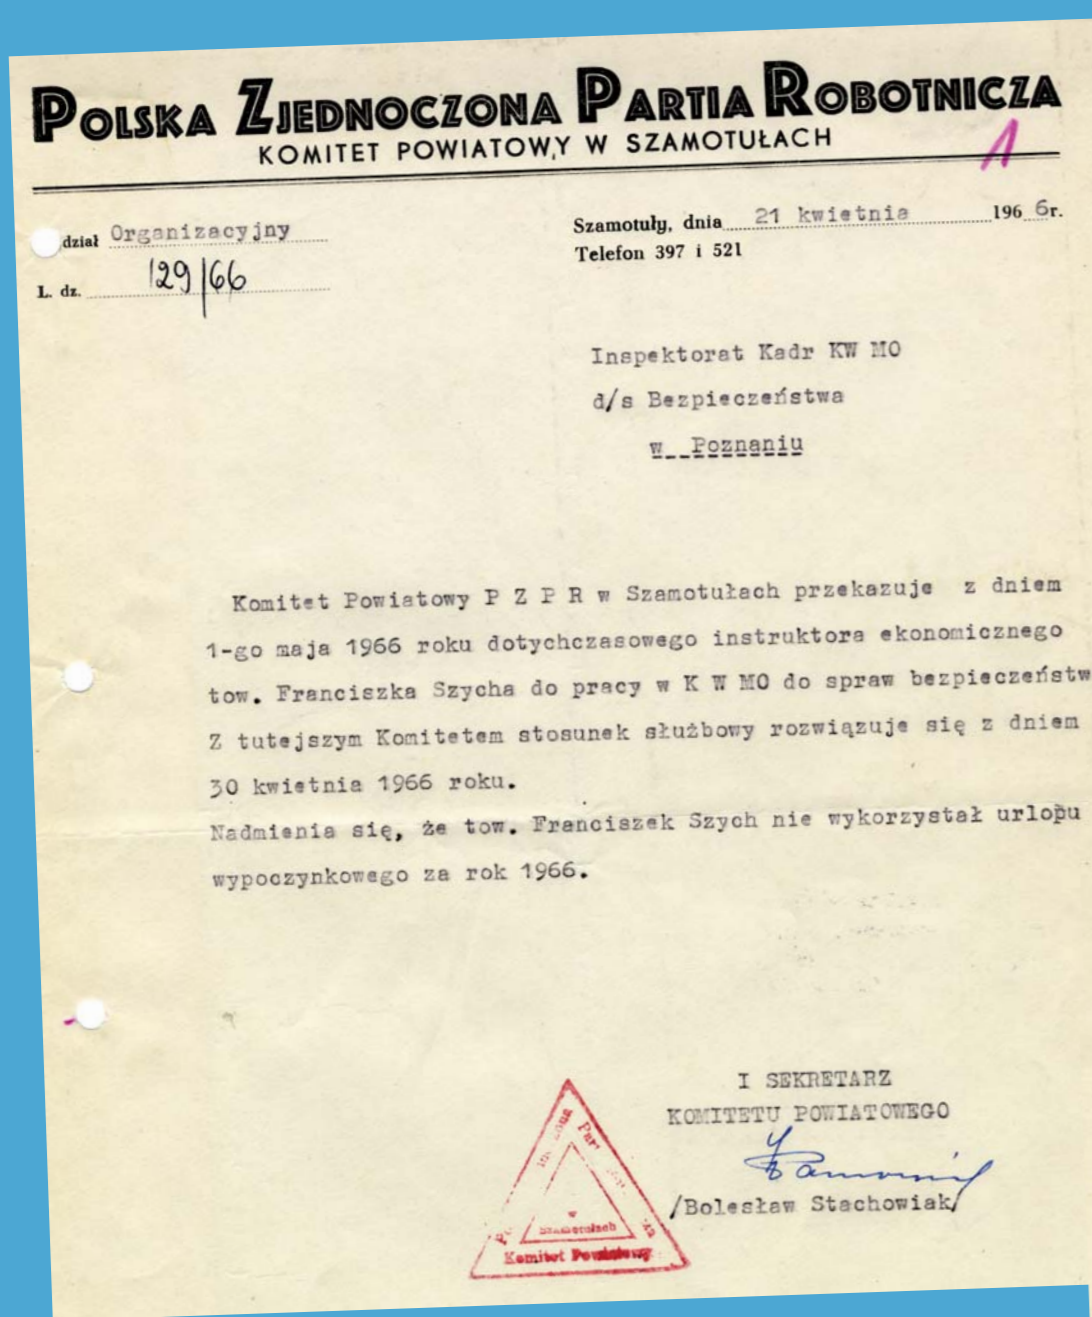 POLSKA ZJEDNOCZONA PARTIA ROBOTNICZA
KOMITET POWIATOWY W SZAMOTUŁACH
1
dział Organizacyjny
Szamotuły, dnia 21 kwietnia 1966r.
Telefon 397 i 521
L. dz. 129/66
Inspektorat Kadr KW MO
d/s Bezpieczeństwa
w Poznaniu
Komitet Powiatowy P Z P R w Szamotułach przekazuje z dniem
1-go maja 1966 roku dotychczasowego instruktora ekonomicznego
tow. Franciszka Szycha do pracy w K W MO do spraw bezpieczeństw
Z tutejszym Komitetem stosunek służbowy rozwiązuje się z dniem
30 kwietnia 1966 roku.
Nadmienia się, że tow. Franciszek Szych nie wykorzystał urlopu
wypoczynkowego za rok 1966.
I SEKRETARZ
KOMITETU POWIATOWEGO
/Bolesław Stachowiak/
w
Szamotułach
Komitet Powiatowy